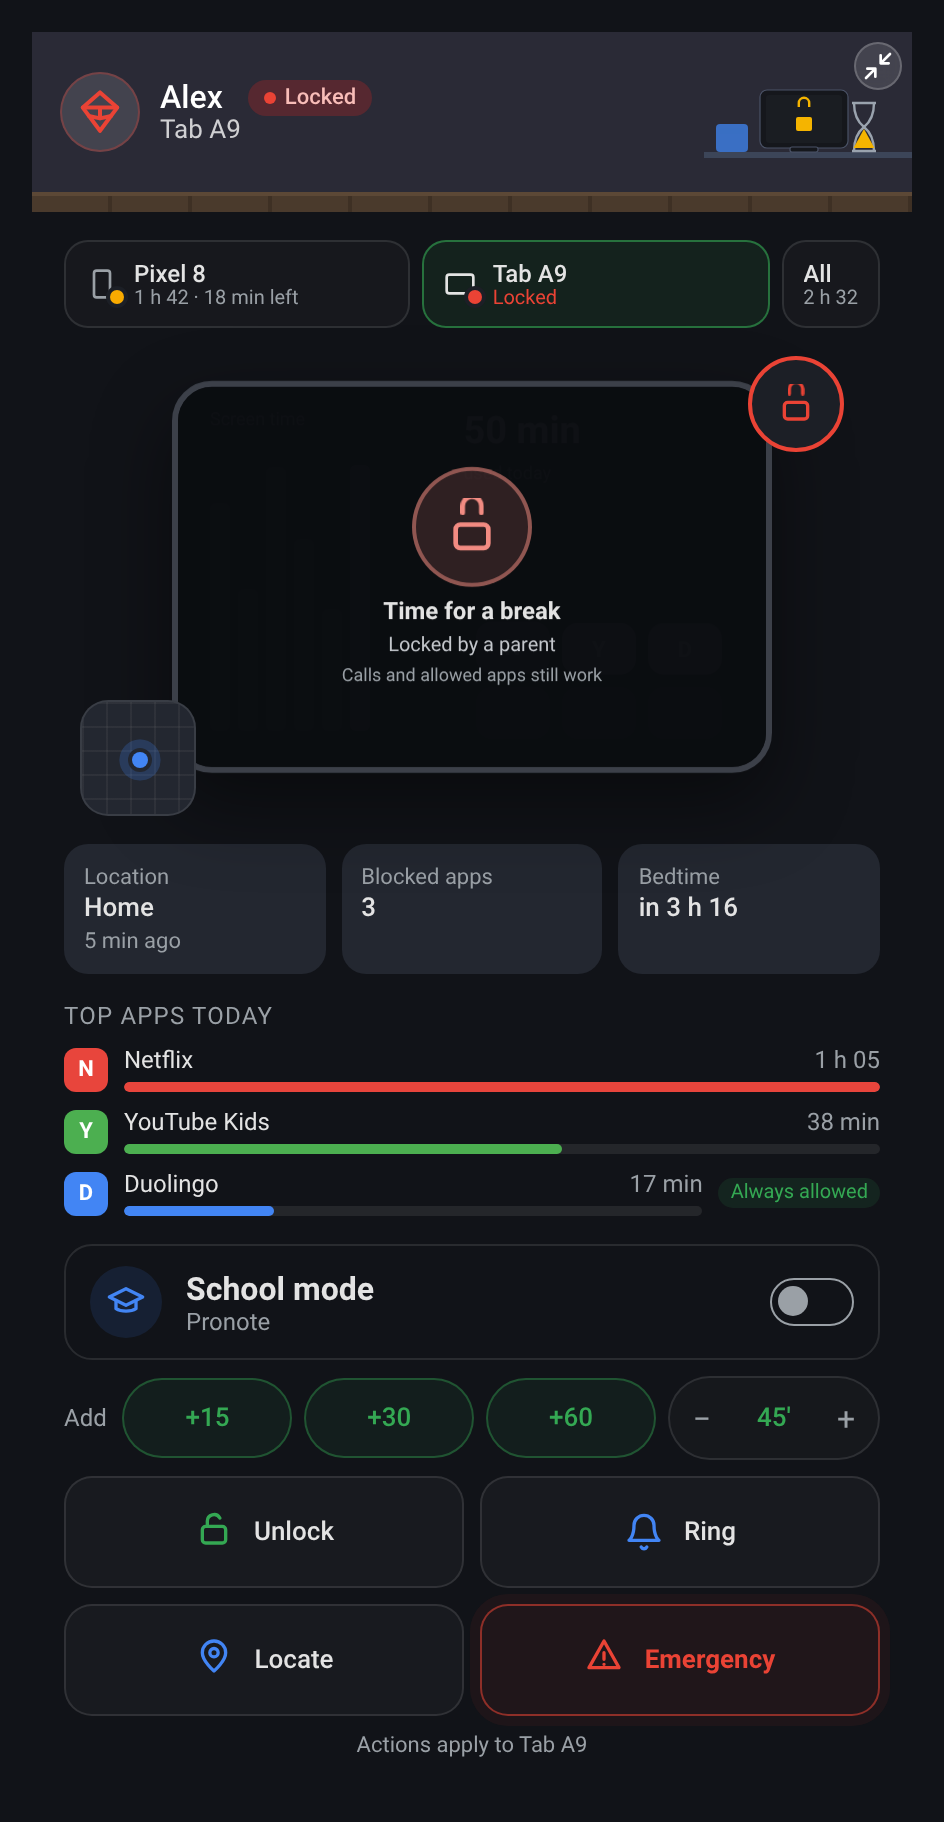 Alex
Locked
Tab A9
Pixel 8
1 h 42 · 18 min left
Tab A9
Locked
All
2 h 32
50 min
today
Time for a break
Locked by a parent
Calls and allowed apps still work
Location
Home
5 min ago
Blocked apps
3
Bedtime
in 3 h 16
TOP APPS TODAY
N
Netflix
1 h 05
Y
YouTube Kids
38 min
D
Duolingo
17 min
Always allowed
School mode
Pronote
Add
+15
+30
+60
− 45' +
Unlock
Ring
Locate
Emergency
Actions apply to Tab A9